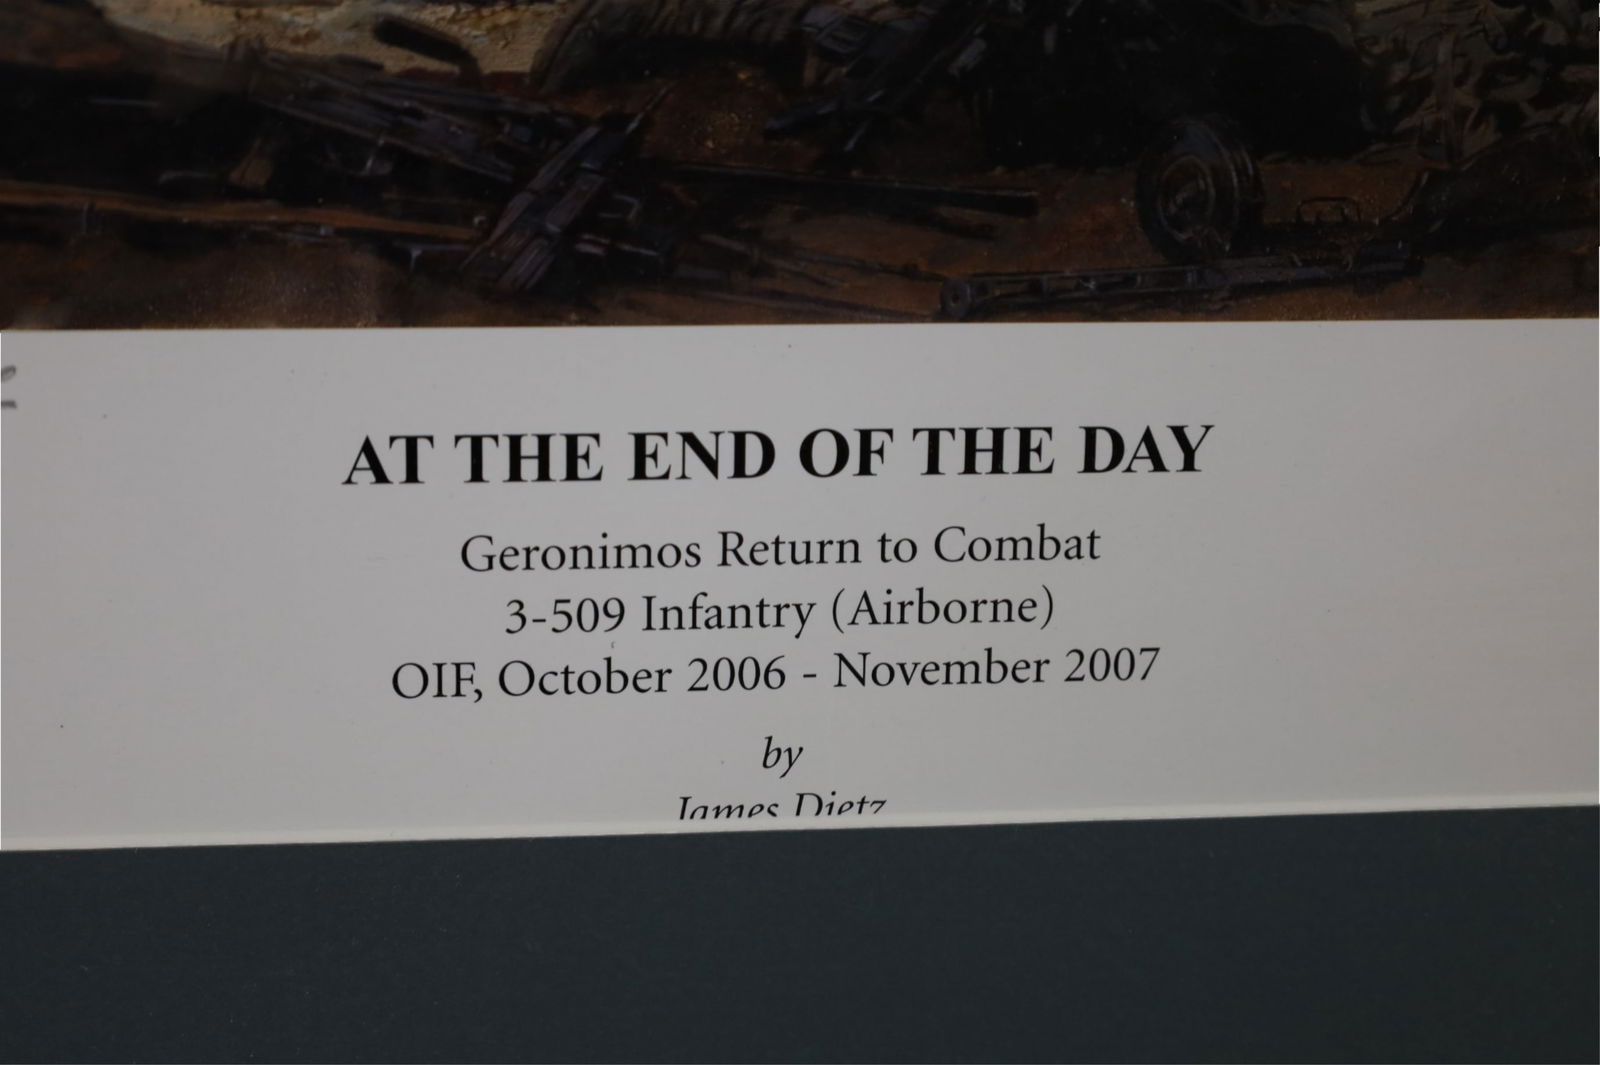 AT THE END OF THE DAY
Geronimos Return to Combat
3-509 Infantry (Airborne)
OIF, October 2006 - November 2007
by
James Dietz